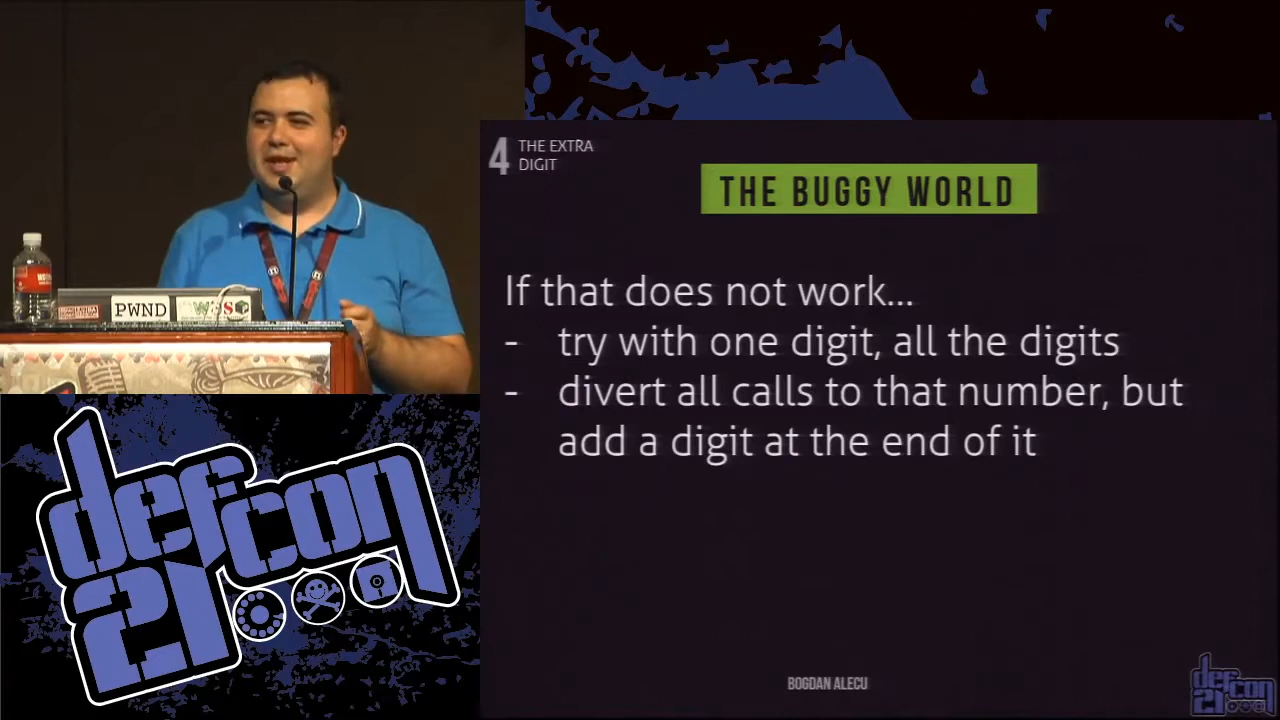 4 THE EXTRA
DIGIT
THE BUGGY WORLD
If that does not work...
- try with one digit, all the digits
- divert all calls to that number, but
add a digit at the end of it
PWND
defcon
21
BOGDAN ALECU
defcon
21